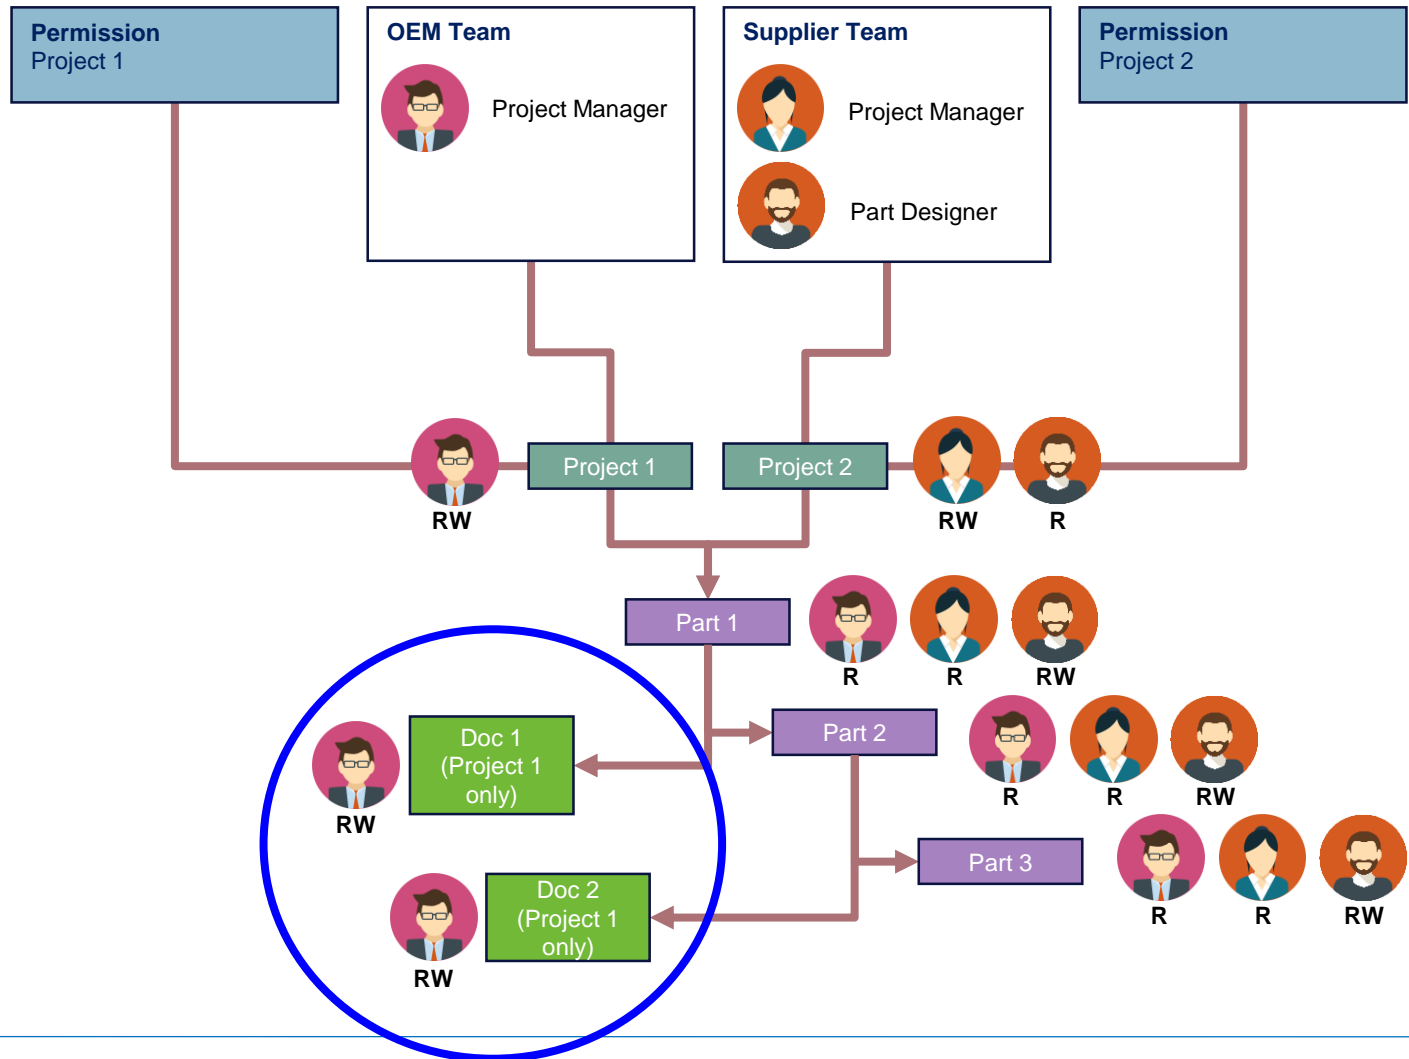 Permission
Project 1
OEM Team
Project Manager
Supplier Team
Project Manager
Part Designer
Permission
Project 2
Project 1
RW
Project 2
RW
R
Part 1
R
R
RW
Part 2
R
R
RW
Doc 1
(Project 1
only)
RW
Part 3
R
R
RW
Doc 2
(Project 1
only)
RW